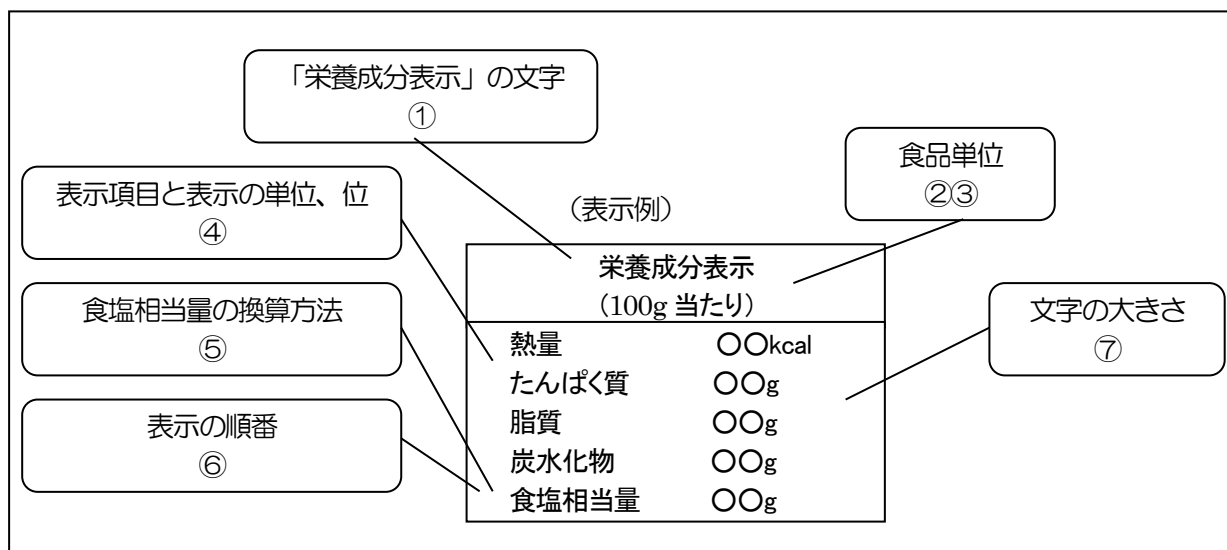 「栄養成分表示」の文字
①
食品単位
②③
表示項目と表示の単位、位
④
(表示例)
食塩相当量の換算方法
⑤
文字の大きさ
⑦
表示の順番
⑥
栄養成分表示
(100g 当たり)
熱量 〇〇kcal
たんぱく質 〇〇g
脂質 〇〇g
炭水化物 〇〇g
食塩相当量 〇〇g